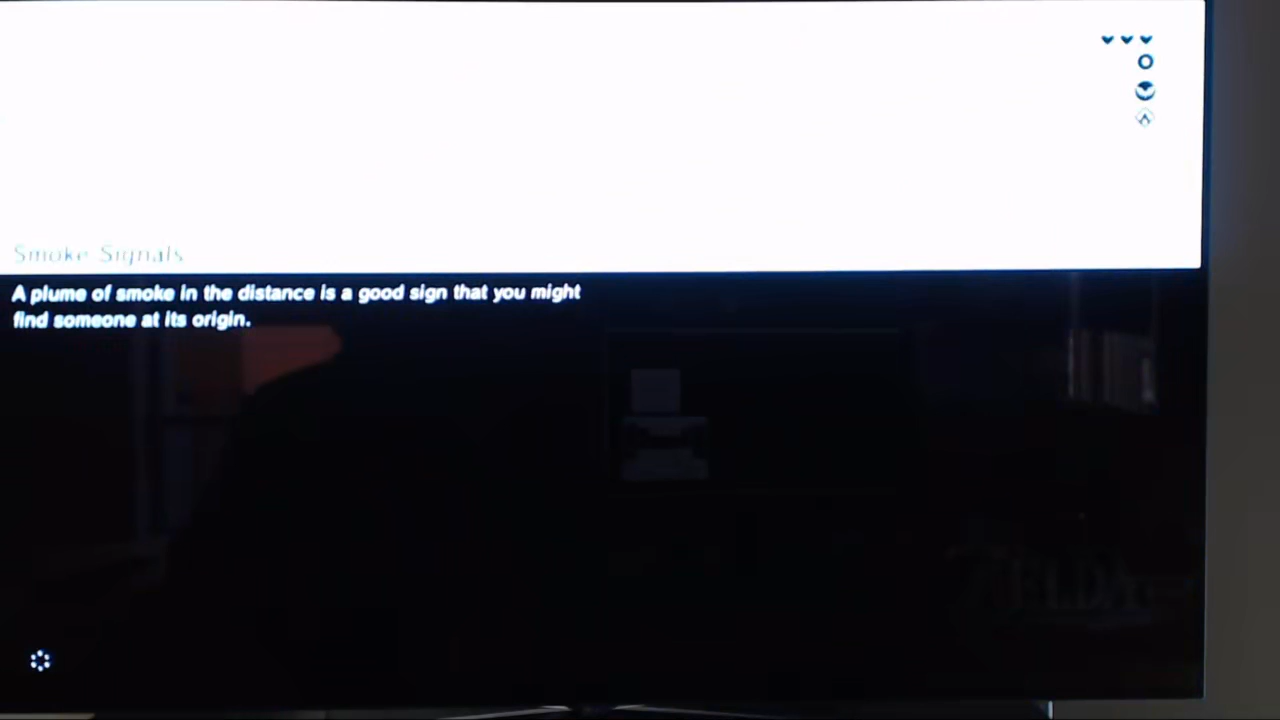 Smoke Signals
A plume of smoke in the distance is a good sign that you might
find someone at its origin.
ZELDA